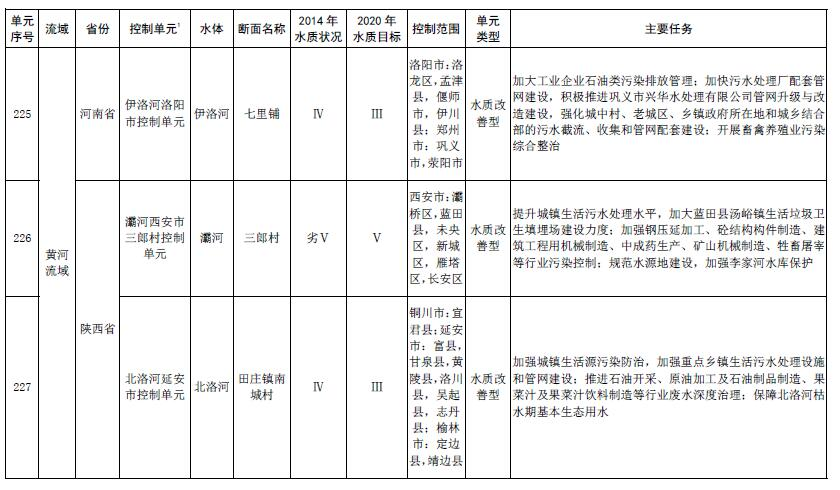 单元序号 流域 省份 控制单元¹ 水体 断面名称 2014 年水质状况 2020 年水质目标 控制范围 单元类型 主要任务
黄河流域
225
河南省
伊洛河洛阳
市控制单元
伊洛河
七里铺
Ⅳ
Ⅲ
洛阳市：洛
龙区，孟津
县，偃师
市，伊川
县；郑州
市：巩义
市，荥阳市
水质改
善型
加大工业企业石油类污染排放管理；加快污水处理厂配套管
网建设，积极推进巩义市兴华水处理有限公司管网升级与改
造建设，强化城中村、老城区、乡镇政府所在地和城乡结合
部的污水截流、收集和管网配套建设；开展畜禽养殖业污染
综合整治
226
陕西省
灞河西安市
三郎村控制
单元
灞河
三郎村
劣Ⅴ
Ⅴ
西安市：灞
桥区，蓝田
县，未央
区，新城
区，雁塔
区，长安区
水质改
善型
提升城镇生活污水处理水平，加大蓝田县汤峪镇生活垃圾卫
生填埋场建设力度；加强钢压延加工、砼结构构件制造、建
筑工程用机械制造、中成药生产、矿山机械制造、牲畜屠宰
等行业污染控制；规范水源地建设，加强李家河水库保护
227
北洛河延安
市控制单元
北洛河
田庄镇南
城村
Ⅳ
Ⅲ
铜川市：宜
君县；延安
市：富县，
甘泉县，黄
陵县，洛川
县，吴起
县，志丹
县；榆林
市：定边
县，靖边县
水质改
善型
加强城镇生活源污染防治，加强重点乡镇生活污水处理设施
和管网建设；推进石油开采、原油加工及石油制品制造、果
菜汁及果菜汁饮料制造等行业废水深度治理；保障北洛河枯
水期基本生态用水